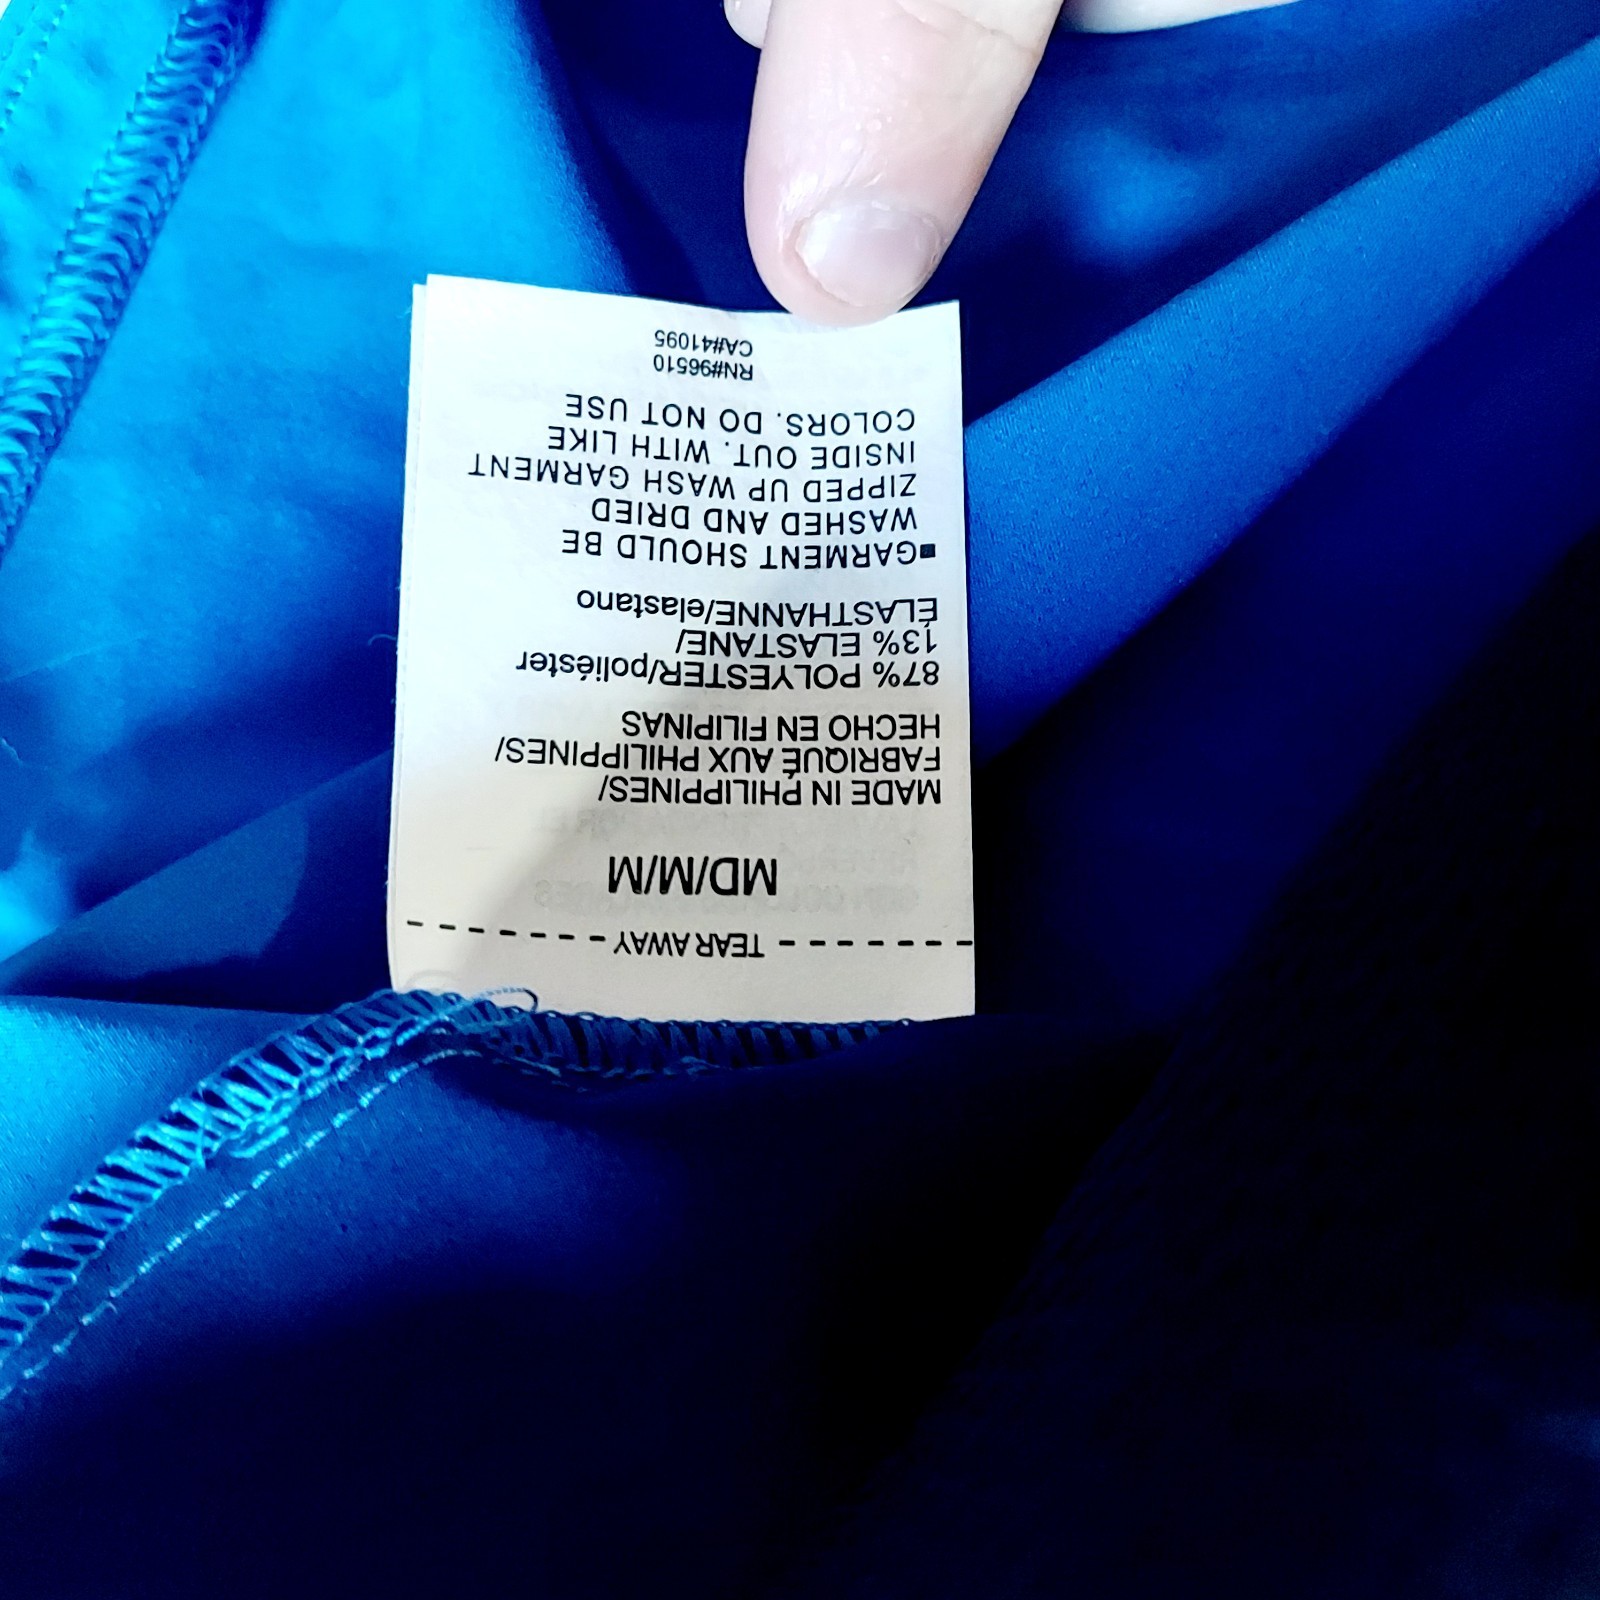 TEAR AWAY
MD/M/M
MADE IN PHILIPPINES/
FABRIQUÉ AUX PHILIPPINES/
HECHO EN FILIPINAS
87% POLYESTER/poliéster
13% ELASTANE/
ÉLASTHANNE/elastano
■GARMENT SHOULD BE
WASHED AND DRIED
ZIPPED UP WASH GARMENT
INSIDE OUT. WITH LIKE
COLORS. DO NOT USE
RN#96510
CA#41095